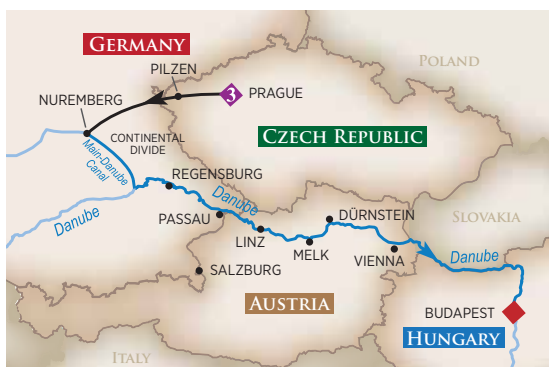 GERMANY
POLAND
PILZEN
3
PRAGUE
NUREMBERG
CONTINENTAL
DIVIDE
CZECH REPUBLIC
Main-Danube
Canal
REGENSBURG
Danube
Danube
PASSAU
DÜRNSTEIN
SLOVAKIA
LINZ
MELK
VIENNA
Danube
SALZBURG
AUSTRIA
BUDAPEST
HUNGARY
ITALY